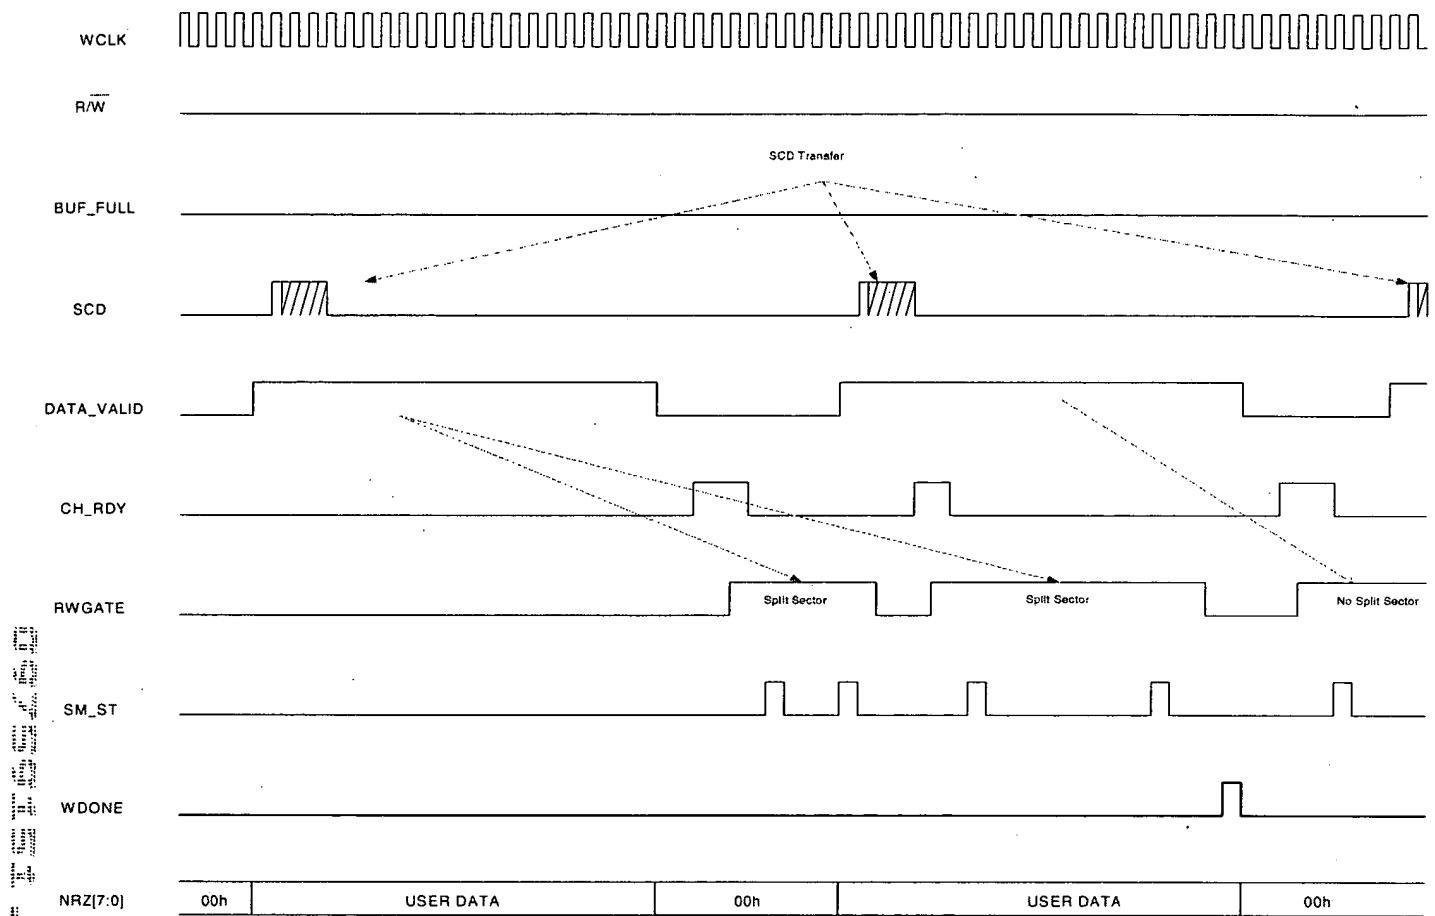 WCLK
R/W
SCD Transfer
BUF_FULL
SCD
DATA_VALID
CH_RDY
RWGATE
Split Sector
Split Sector
No Split Sector
SM_ST
WDONE
NRZ[7:0]
00h
USER DATA
00h
USER DATA
00h